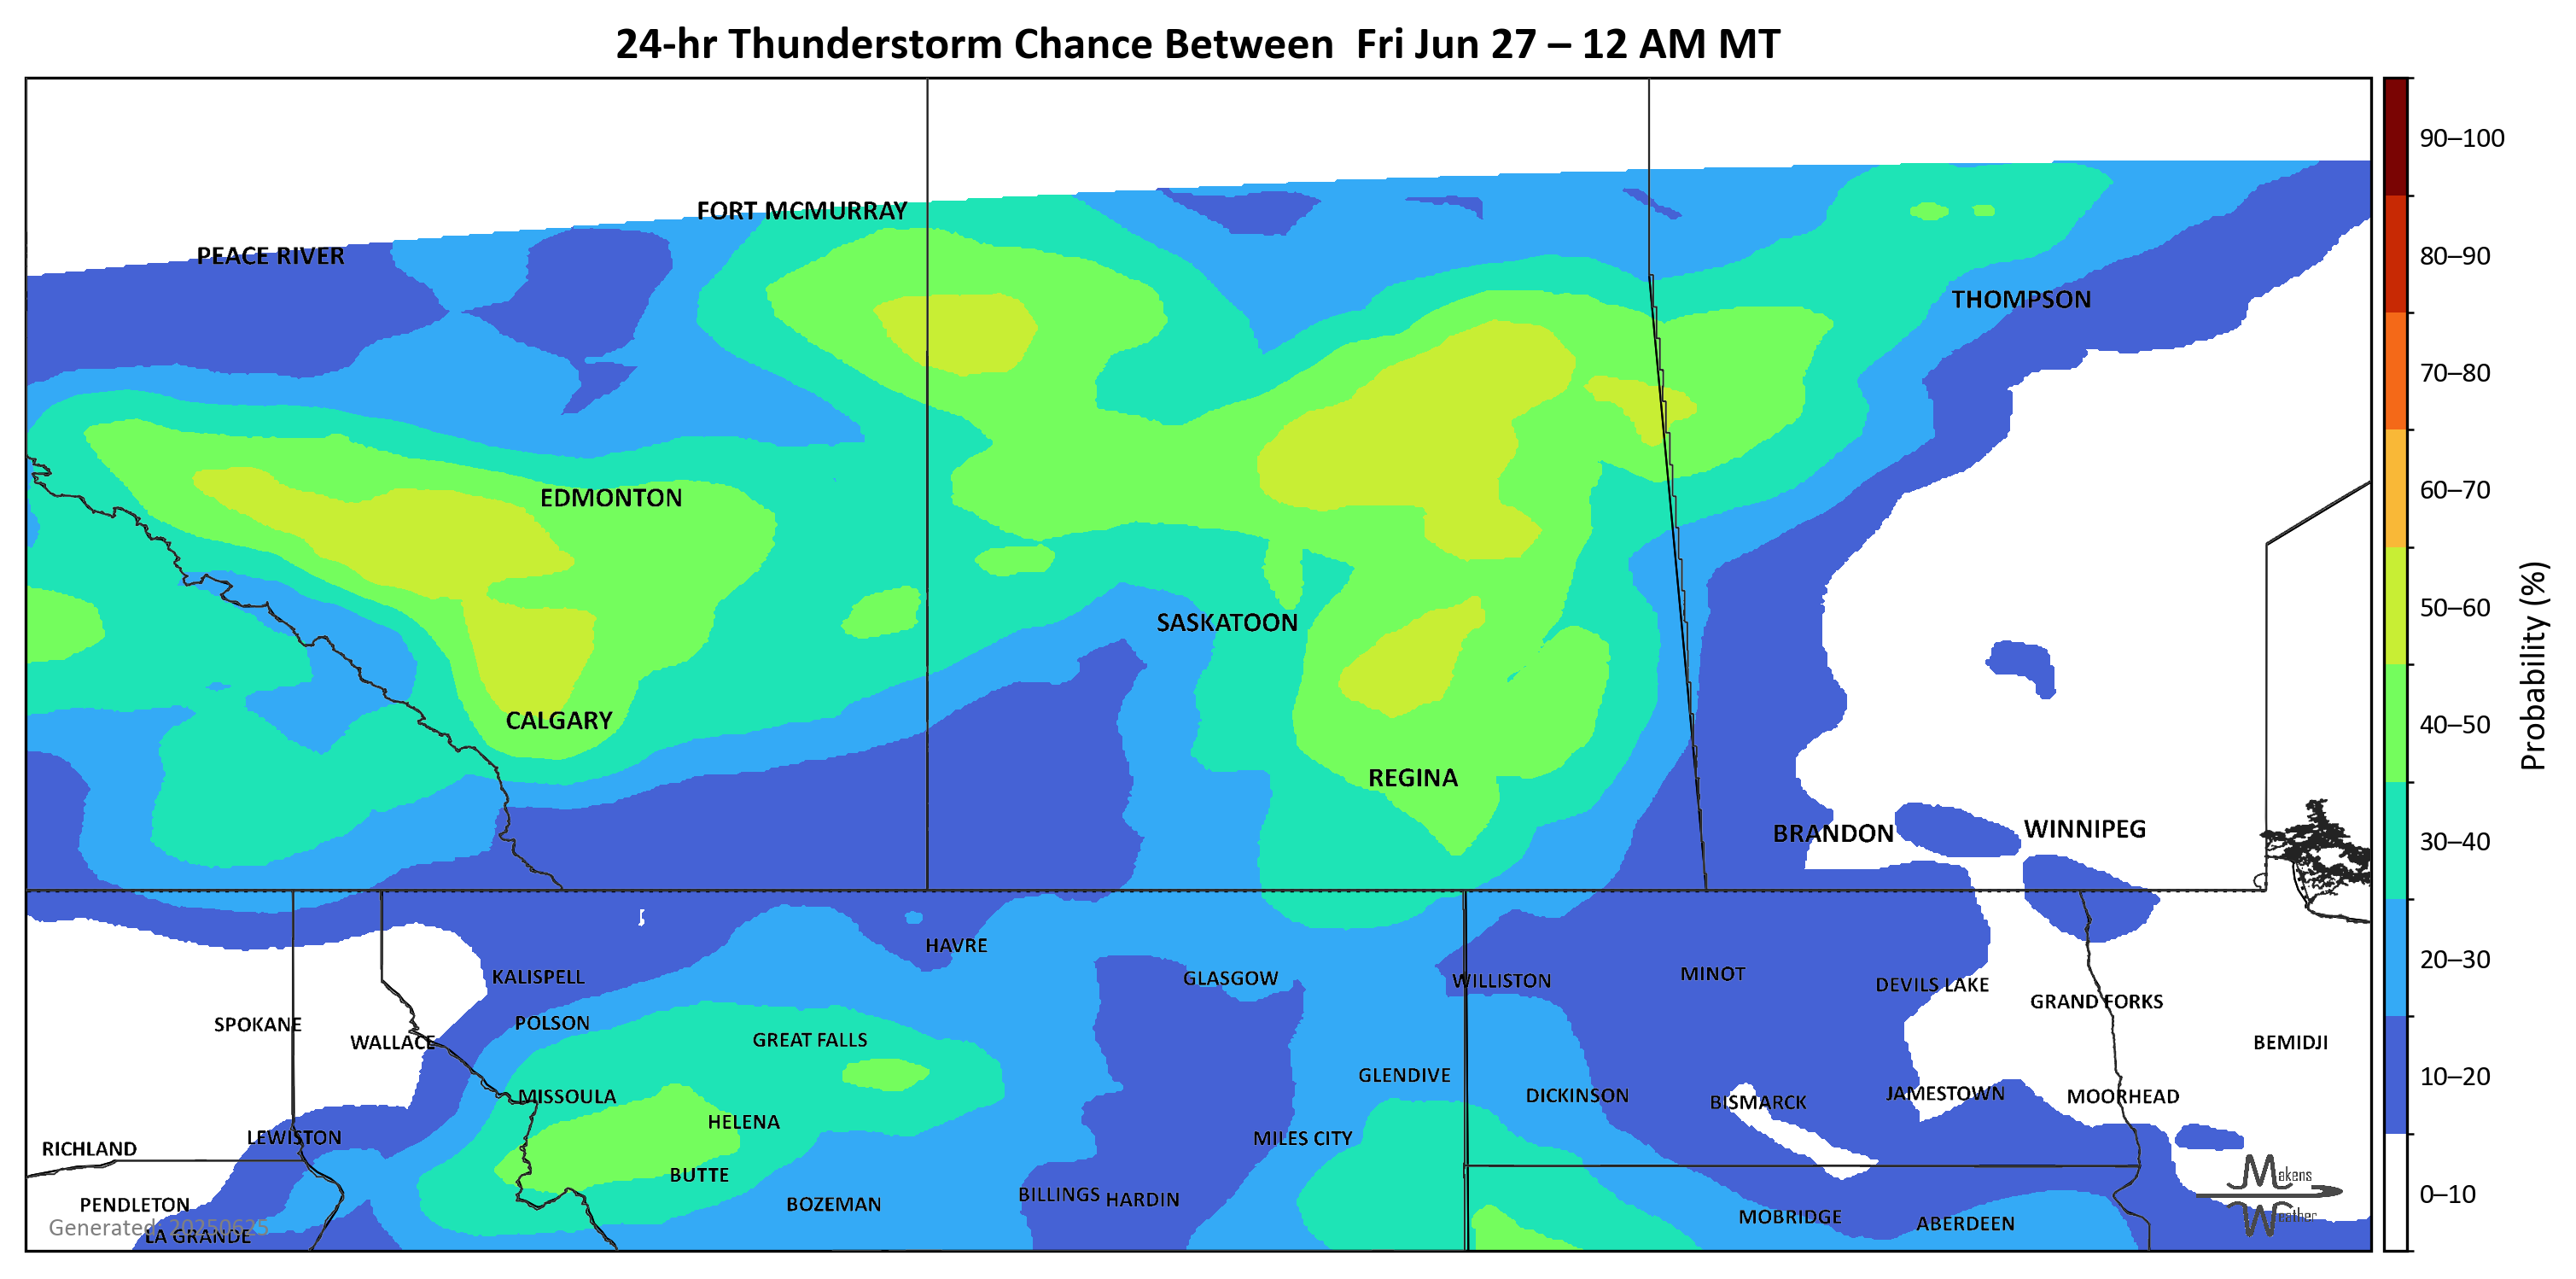 24-hr Thunderstorm Chance Between  Fri Jun 27 – 12 AM MT
FORT MCMURRAY
PEACE RIVER
THOMPSON
EDMONTON
SASKATOON
CALGARY
REGINA
BRANDON
WINNIPEG
HAVRE
KALISPELL
GLASGOW
WILLISTON
MINOT
DEVILS LAKE
GRAND FORKS
SPOKANE
POLSON
WALLACE
GREAT FALLS
BEMIDJI
GLENDIVE
MISSOULA
DICKINSON
BISMARCK
JAMESTOWN
MOORHEAD
HELENA
LEWISTON
MILES CITY
RICHLAND
BUTTE
PENDLETON
BOZEMAN
BILLINGS
HARDIN
MOBRIDGE
ABERDEEN
Generated: 20250625
LA GRANDE
Makens
Weather
90–100
80–90
70–80
60–70
50–60
40–50
30–40
20–30
10–20
0–10
Probability (%)